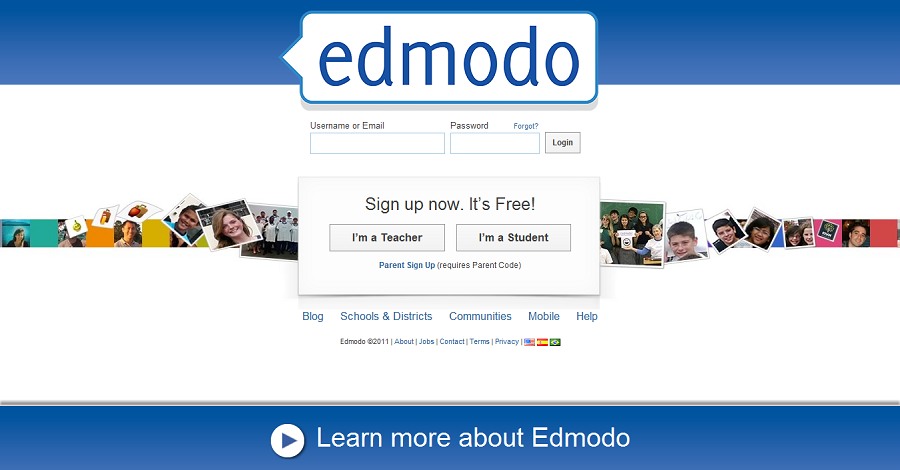 edmodo
Username or Email Password Forgot?
Login
Sign up now. It's Free!
I'm a Teacher I'm a Student
Parent Sign Up (requires Parent Code)
Blog Schools & Districts Communities Mobile Help
Edmodo ©2011 | About | Jobs | Contact | Terms | Privacy |
Learn more about Edmodo